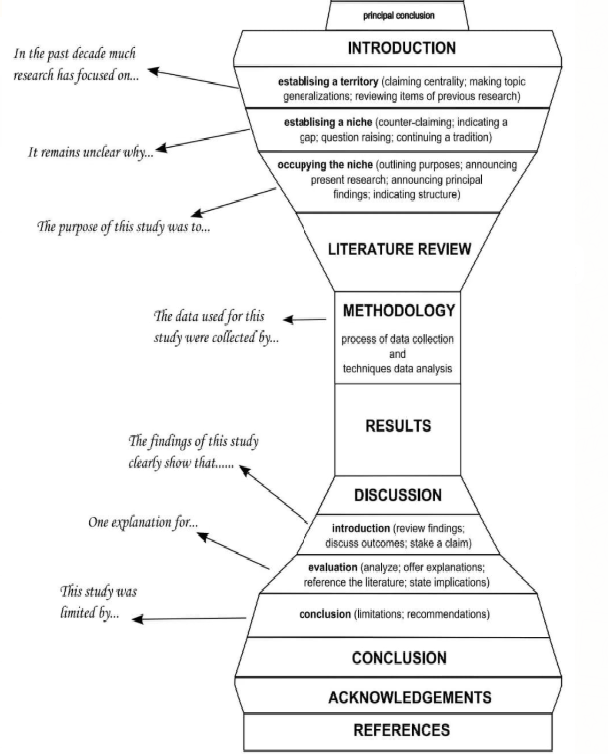 principal conclusion
INTRODUCTION
In the past decade much
research has focused on...
establising a territory (claiming centrality; making topic
generalizations; reviewing items of previous research)
establising a niche (counter-claiming; indicating a
gap; question raising; continuing a tradition)
It remains unclear why...
occupying the niche (outlining purposes; announcing
present research; announcing principal
findings; indicating structure)
The purpose of this study was to...
LITERATURE REVIEW
METHODOLOGY
The data used for this
study were collected by...
process of data collection
and
techniques data analysis
RESULTS
The findings of this study
clearly show that......
DISCUSSION
One explanation for...
introduction (review findings;
discuss outcomes; stake a claim)
evaluation (analyze; offer explanations;
reference the literature; state implications)
This study was
limited by...
conclusion (limitations; recommendations)
CONCLUSION
ACKNOWLEDGEMENTS
REFERENCES